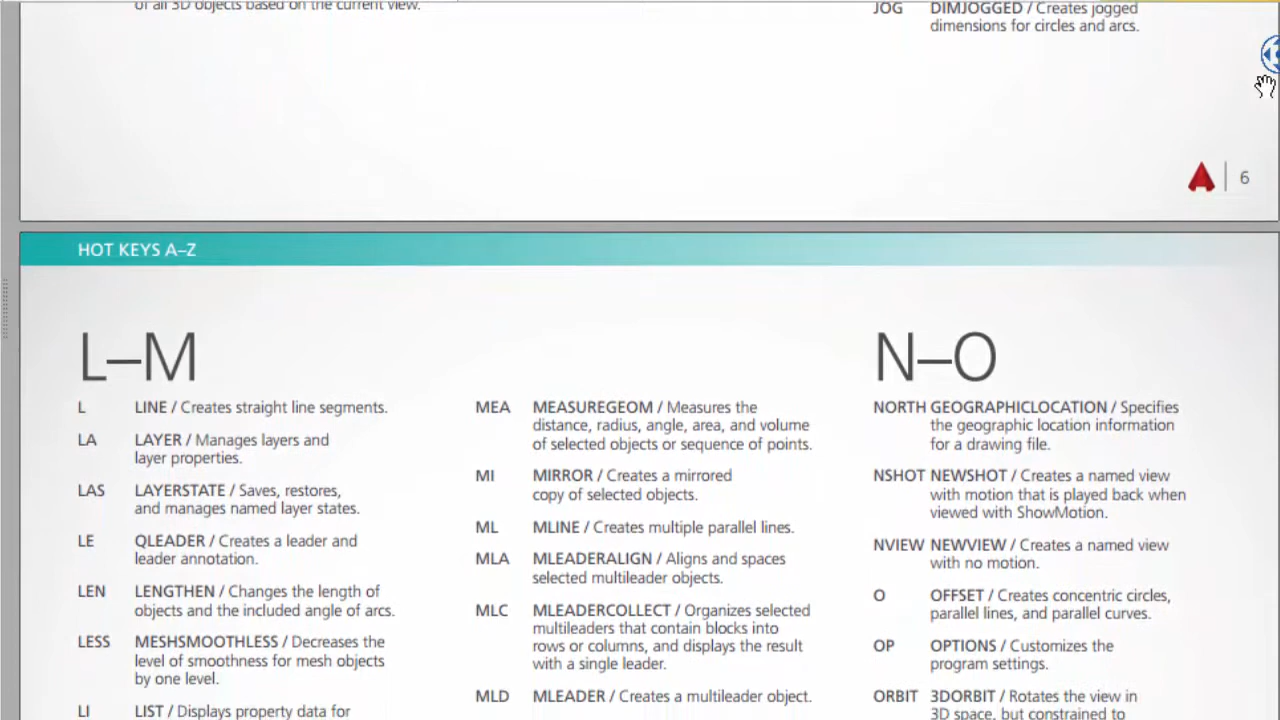 of all 3D objects based on the current view.
JOG DIMJOGGED / Creates jogged
dimensions for circles and arcs.
6
HOT KEYS A–Z
L–M
L LINE / Creates straight line segments.
LA LAYER / Manages layers and
layer properties.
LAS LAYERSTATE / Saves, restores,
and manages named layer states.
LE QLEADER / Creates a leader and
leader annotation.
LEN LENGTHEN / Changes the length of
objects and the included angle of arcs.
LESS MESHSMOOTHLESS / Decreases the
level of smoothness for mesh objects
by one level.
LI LIST / Displays property data for
MEA MEASUREGEOM / Measures the
distance, radius, angle, area, and volume
of selected objects or sequence of points.
MI MIRROR / Creates a mirrored
copy of selected objects.
ML MLINE / Creates multiple parallel lines.
MLA MLEADERALIGN / Aligns and spaces
selected multileader objects.
MLC MLEADERCOLLECT / Organizes selected
multileaders that contain blocks into
rows or columns, and displays the result
with a single leader.
MLD MLEADER / Creates a multileader object.
N–O
NORTH GEOGRAPHICLOCATION / Specifies
the geographic location information
for a drawing file.
NSHOT NEWSHOT / Creates a named view
with motion that is played back when
viewed with ShowMotion.
NVIEW NEWVIEW / Creates a named view
with no motion.
O OFFSET / Creates concentric circles,
parallel lines, and parallel curves.
OP OPTIONS / Customizes the
program settings.
ORBIT 3DORBIT / Rotates the view in
3D space, but constrained to